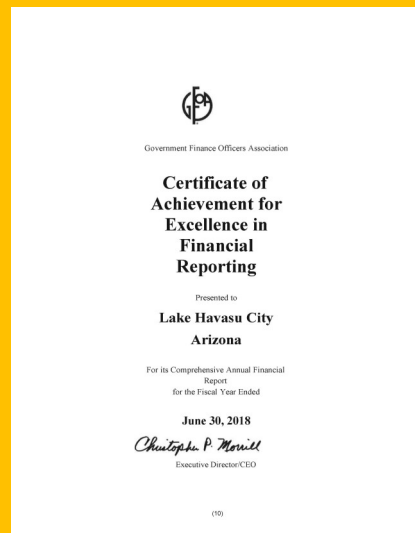 GFOA
Government Finance Officers Association
Certificate of
Achievement for
Excellence in
Financial
Reporting
Presented to
Lake Havasu City
Arizona
For its Comprehensive Annual Financial
Report
for the Fiscal Year Ended
June 30, 2018
Christopher P. Morrill
Executive Director/CEO
(10)